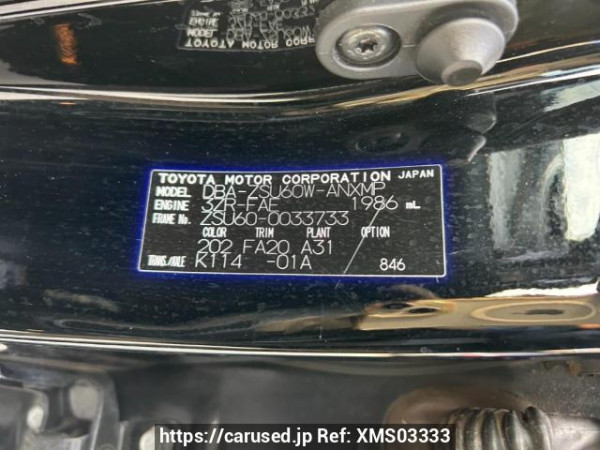 TOYOTA MOTOR CORPORATION JAPAN
MODEL DBA-ZSU60W-ANXMP
ENGINE 3ZR-FAE 1986 mL
FRAME No. ZSU60-0033733
COLOR TRIM PLANT OPTION
202 FA20 A31
TRANS./AXLE K114 -01A 846
https://carused.jp Ref: XMS03333